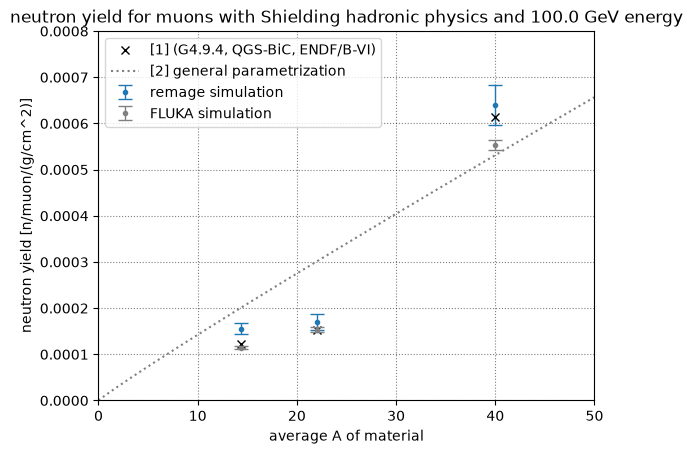 neutron yield for muons with Shielding hadronic physics and 100.0 GeV energy
0.0008
0.0007
0.0006
0.0005
0.0004
0.0003
0.0002
0.0001
0.0000
neutron yield [n/muon/(g/cm^2)]
[1] (G4.9.4, QGS-BiC, ENDF/B-VI)
[2] general parametrization
remage simulation
FLUKA simulation
0
10
20
30
40
50
average A of material